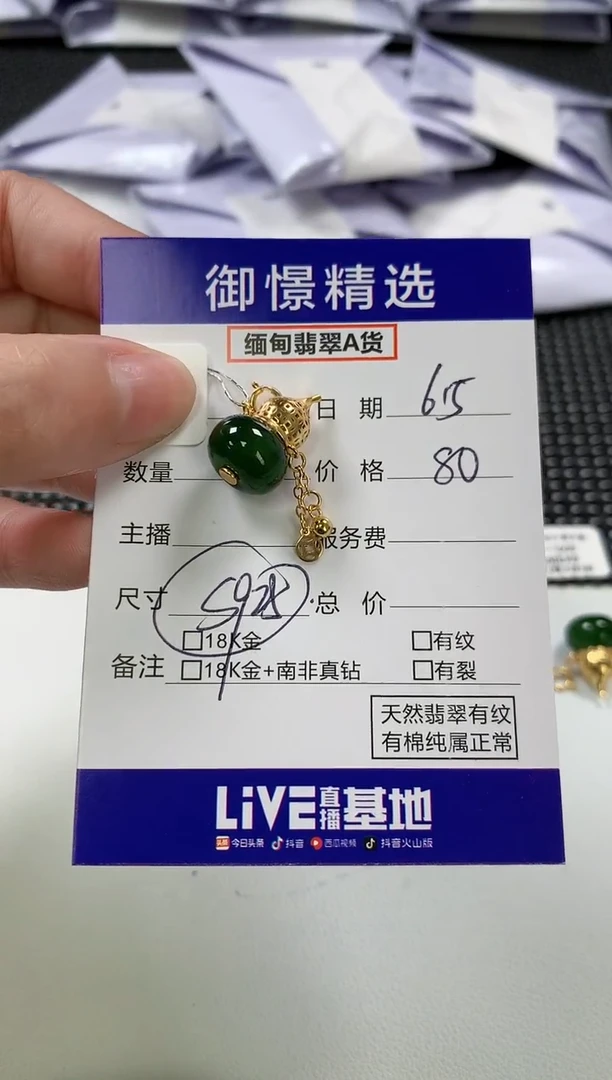 御憬精选
缅甸翡翠A货
日 期 615
数量 价 格 80
主播 服务费
尺寸 S925 总 价
备注 □18K金 □有纹
□18K金+南非真钻 □有裂
天然翡翠有纹
有棉纯属正常
LiVE直播基地
头条 今日头条 抖音 西瓜视频 抖音火山版